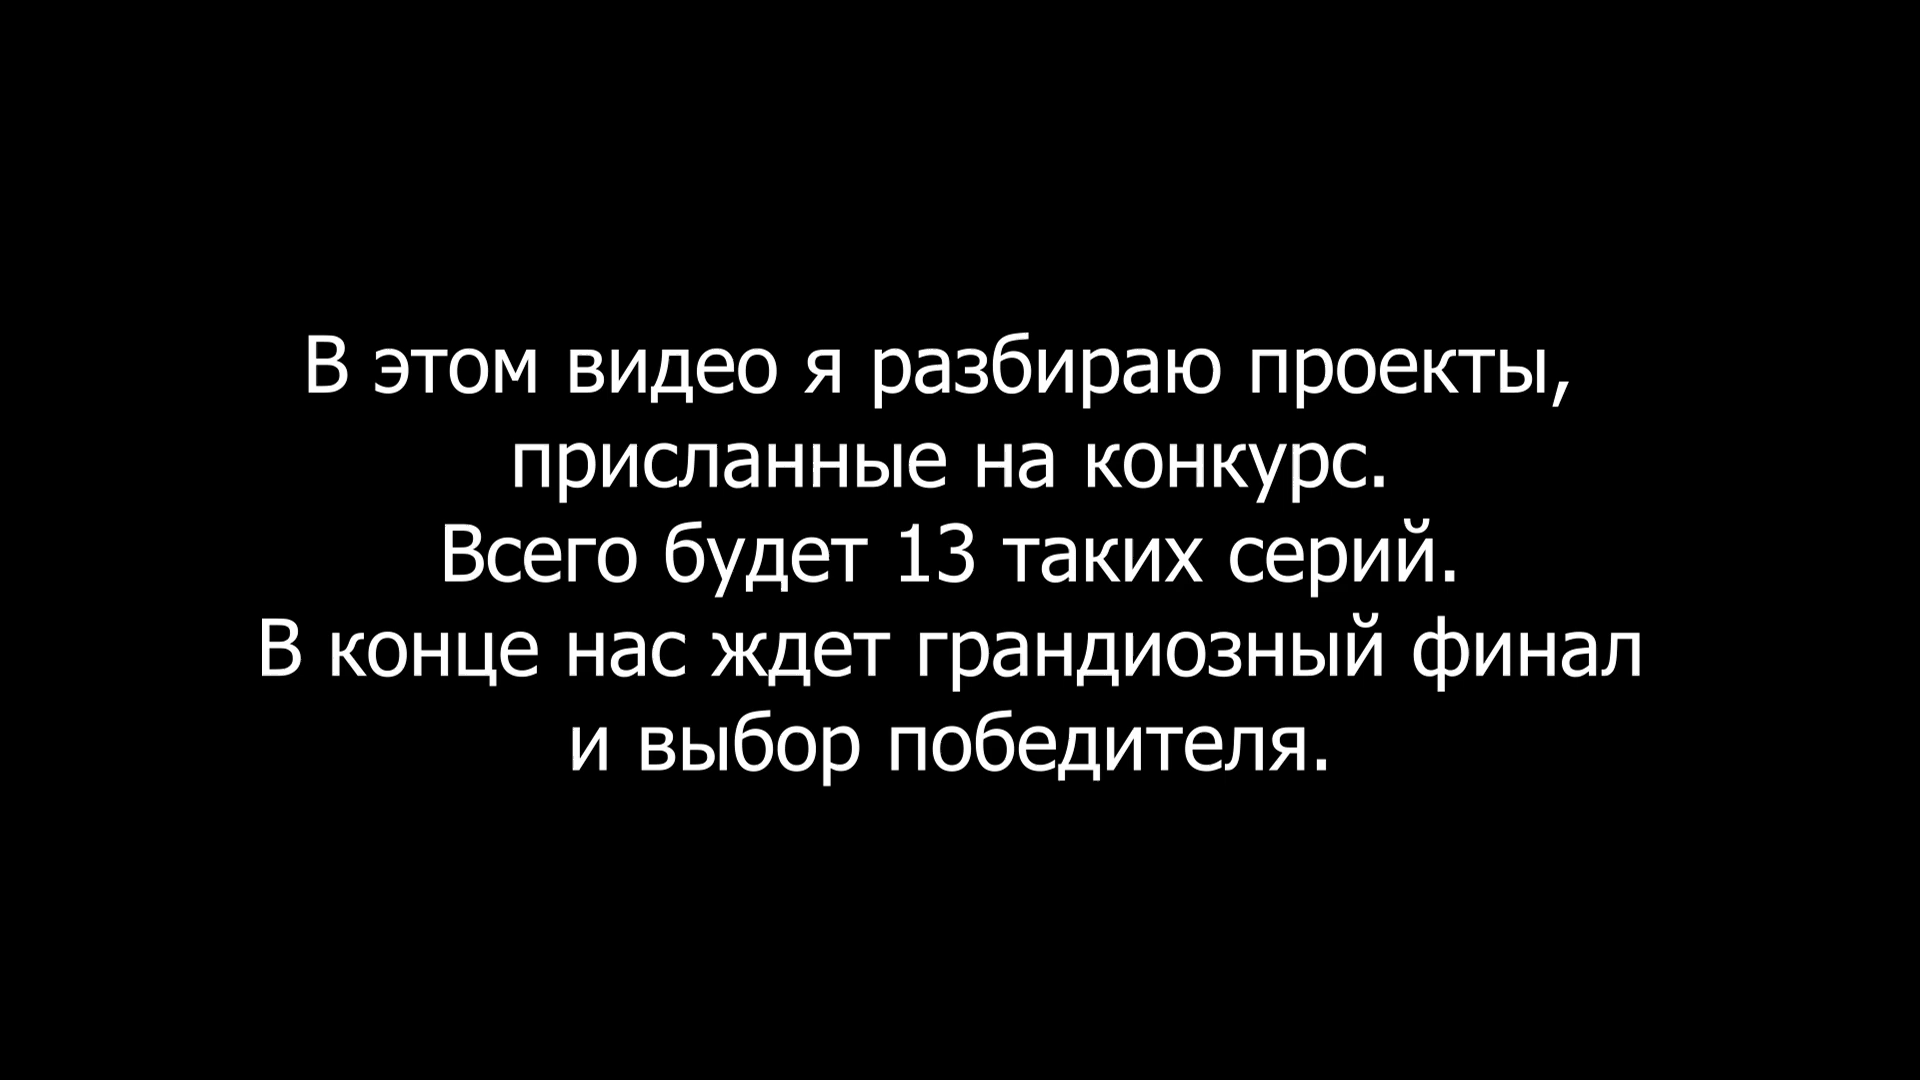 В этом видео я разбираю проекты,
присланные на конкурс.
Всего будет 13 таких серий.
В конце нас ждет грандиозный финал
и выбор победителя.